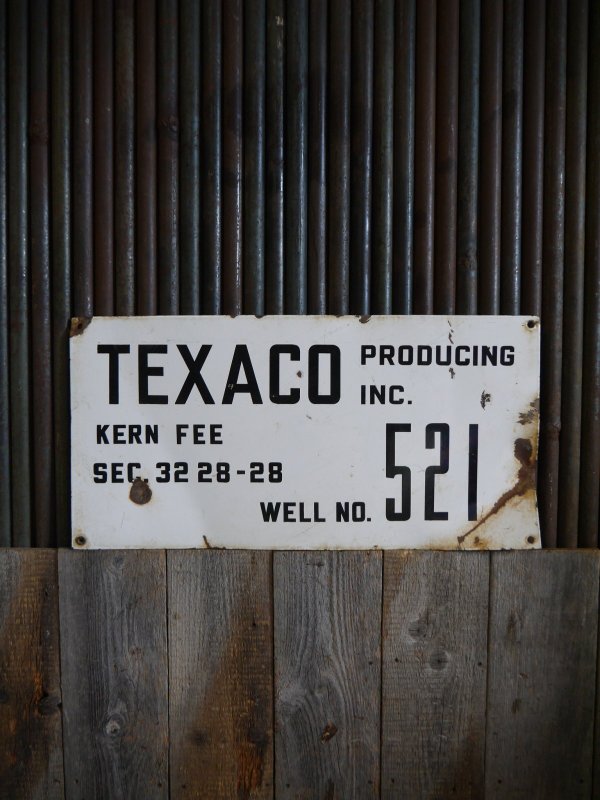 TEXACO PRODUCING INC.
KERN FEE
SEC. 32 28-28
WELL NO. 521